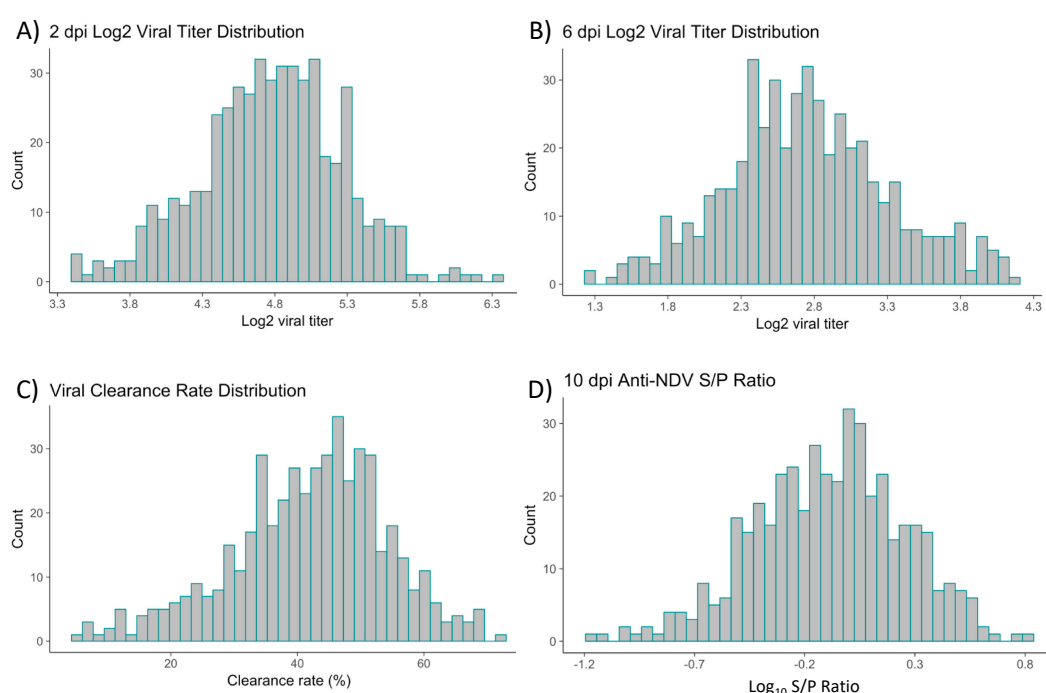 A) 2 dpi Log2 Viral Titer Distribution
Count
30
20
10
0
3.3 3.8 4.3 4.8 5.3 5.8 6.3
Log2 viral titer
B) 6 dpi Log2 Viral Titer Distribution
Count
30
20
10
0
1.3 1.8 2.3 2.8 3.3 3.8 4.3
Log2 viral titer
C) Viral Clearance Rate Distribution
Count
30
20
10
0
20 40 60
Clearance rate (%)
D) 10 dpi Anti-NDV S/P Ratio
Count
30
20
10
0
-1.2 -0.7 -0.2 0.3 0.8
Log₁₀ S/P Ratio